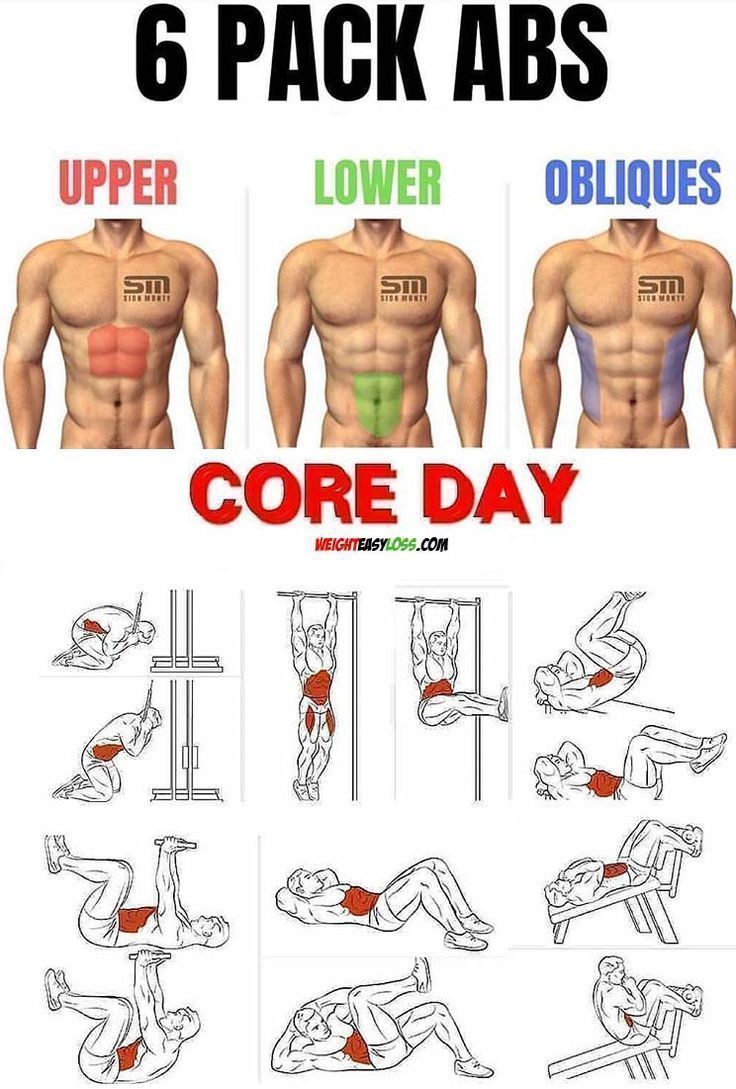 6 PACK ABS
UPPER
LOWER
OBLIQUES
SM
SION MONTY
SM
SION MONTY
SM
SION MONTY
CORE DAY
WEIGHTEASYLOSS.COM